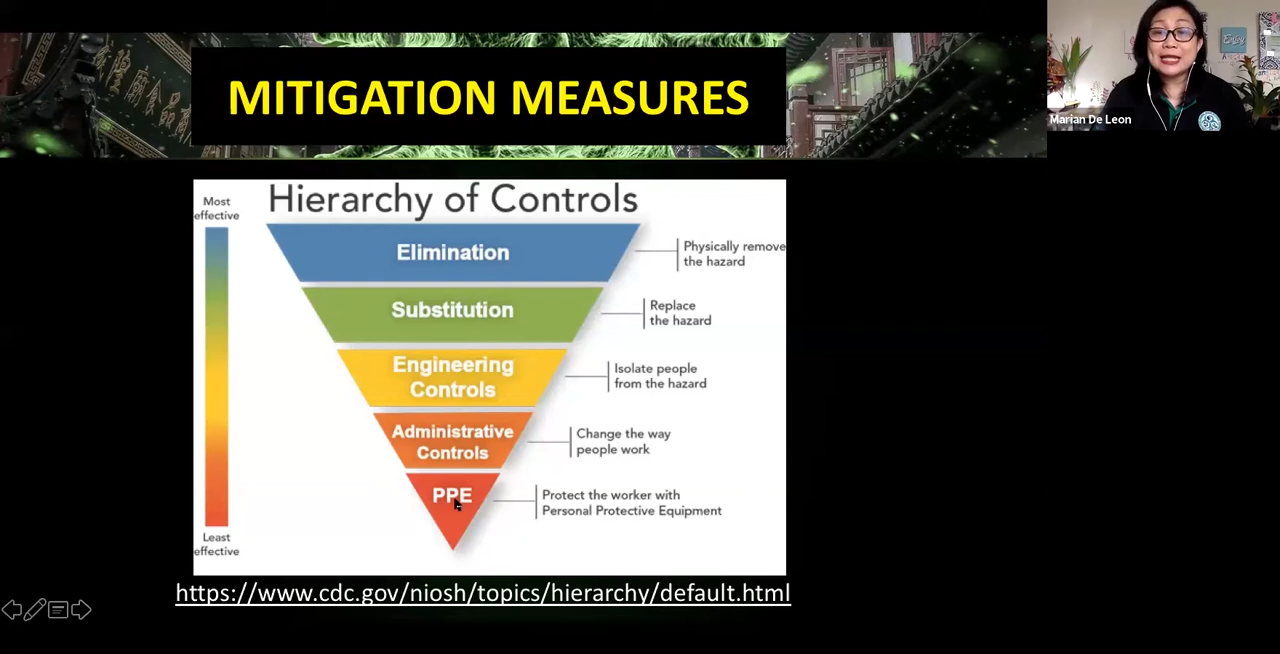 MITIGATION MEASURES
Enjoy
Marian De Leon
Hierarchy of Controls
Most
effective
Elimination
Physically remove
the hazard
Substitution
Replace
the hazard
Engineering
Controls
Isolate people
from the hazard
Administrative
Controls
Change the way
people work
PPE
Protect the worker with
Personal Protective Equipment
Least
effective
https://www.cdc.gov/niosh/topics/hierarchy/default.html